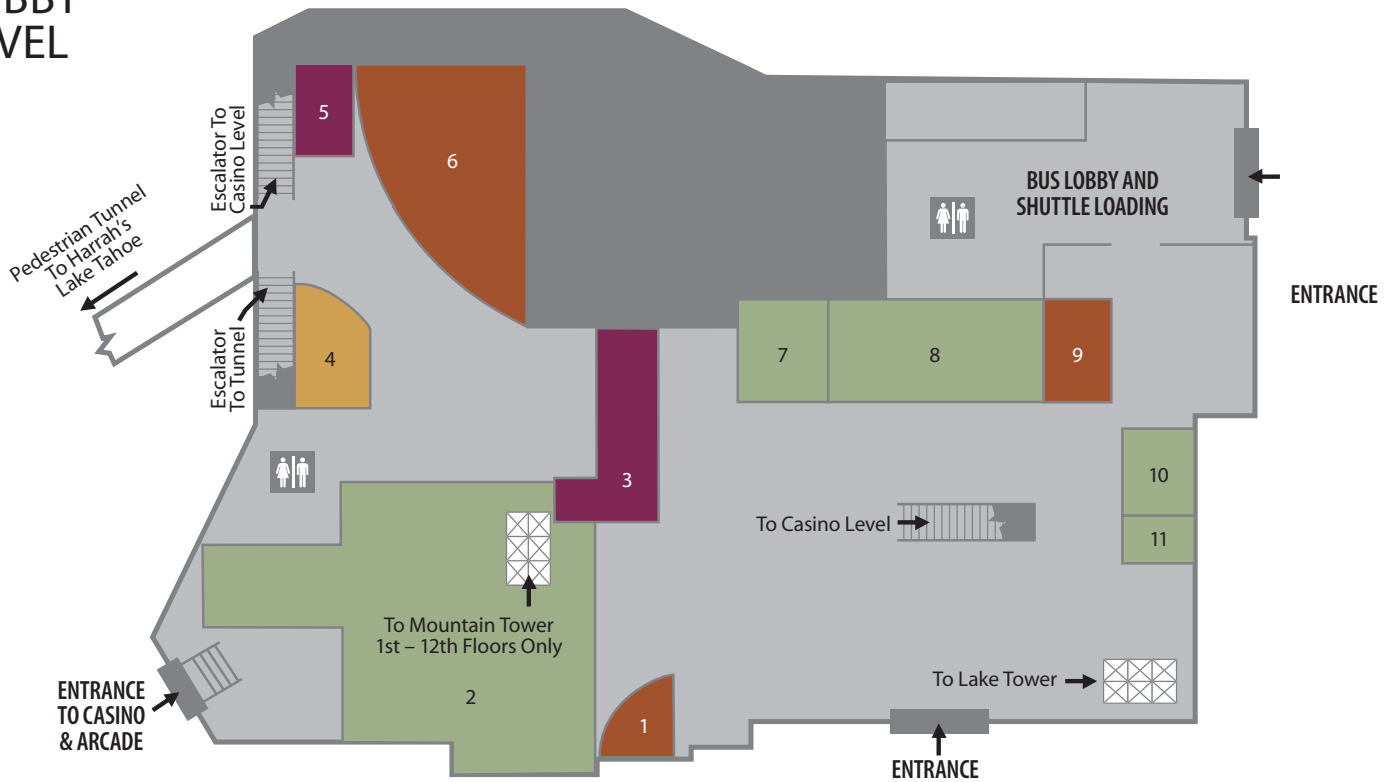 BBY
VEL
5
6
Escalator To
Casino Level
BUS LOBBY AND
SHUTTLE LOADING
Pedestrian Tunnel
To Harrah's
Lake Tahoe
ENTRANCE
Escalator
To Tunnel
4
7
8
9
3
10
To Casino Level
11
To Mountain Tower
1st – 12th Floors Only
To Lake Tower
ENTRANCE
TO CASINO
& ARCADE
2
1
ENTRANCE